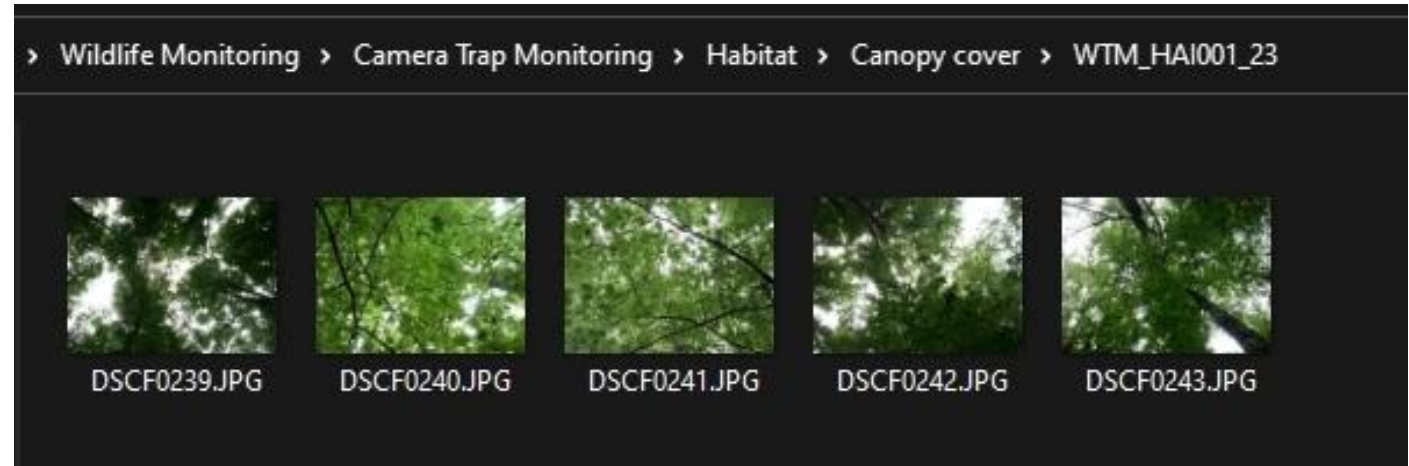 › Wildlife Monitoring › Camera Trap Monitoring › Habitat › Canopy cover › WTM_HAI001_23
DSCF0239.JPG DSCF0240.JPG DSCF0241.JPG DSCF0242.JPG DSCF0243.JPG